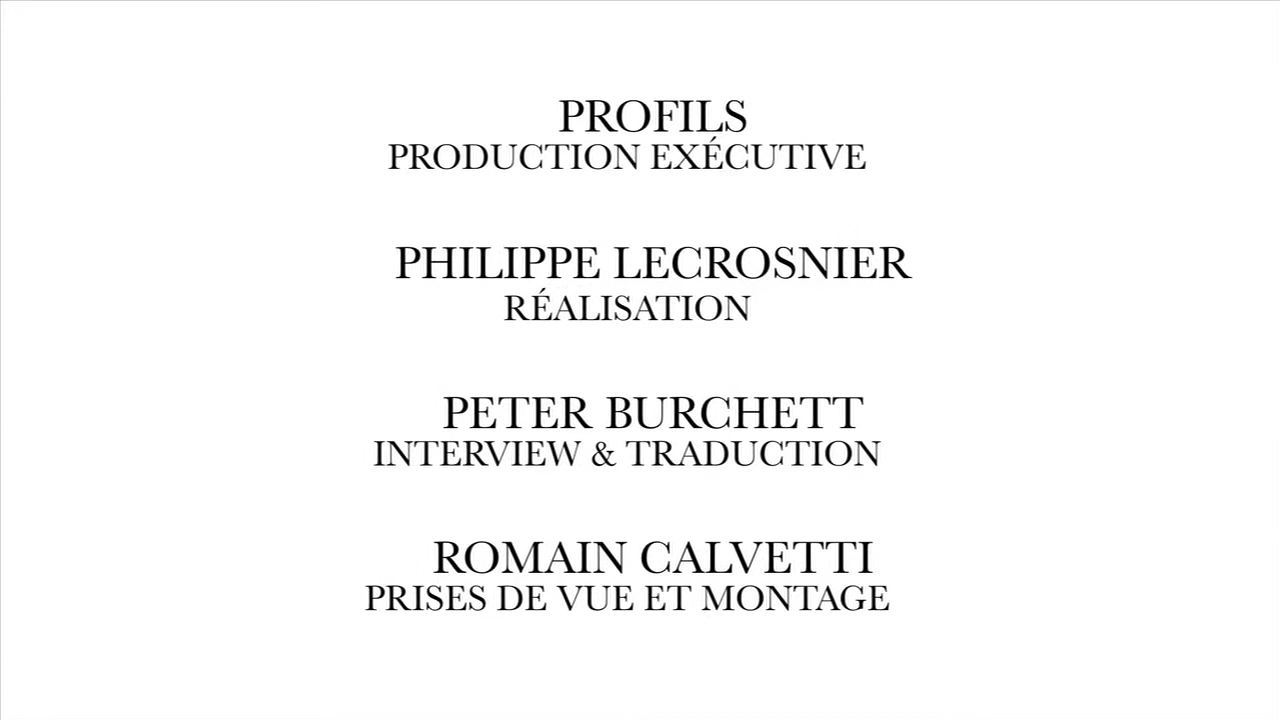 PROFILS
PRODUCTION EXÉCUTIVE
PHILIPPE LECROSNIER
RÉALISATION
PETER BURCHETT
INTERVIEW & TRADUCTION
ROMAIN CALVETTI
PRISES DE VUE ET MONTAGE